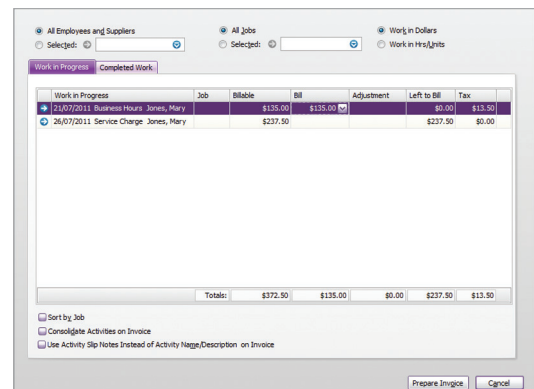 All Employees and Suppliers All Jobs Work in Dollars
Selected: Selected: Work in Hrs/Units
Work in Progress Completed Work
Work in Progress Job Billable Bill Adjustment Left to Bill Tax
21/07/2011 Business Hours Jones, Mary $135.00 $135.00 $0.00 $13.50
26/07/2011 Service Charge Jones, Mary $237.50 $237.50 $0.00
Totals: $372.50 $135.00 $0.00 $237.50 $13.50
Sort by Job
Consolidate Activities on Invoice
Use Activity Slip Notes Instead of Activity Name/Description on Invoice
Prepare Invoice Cancel